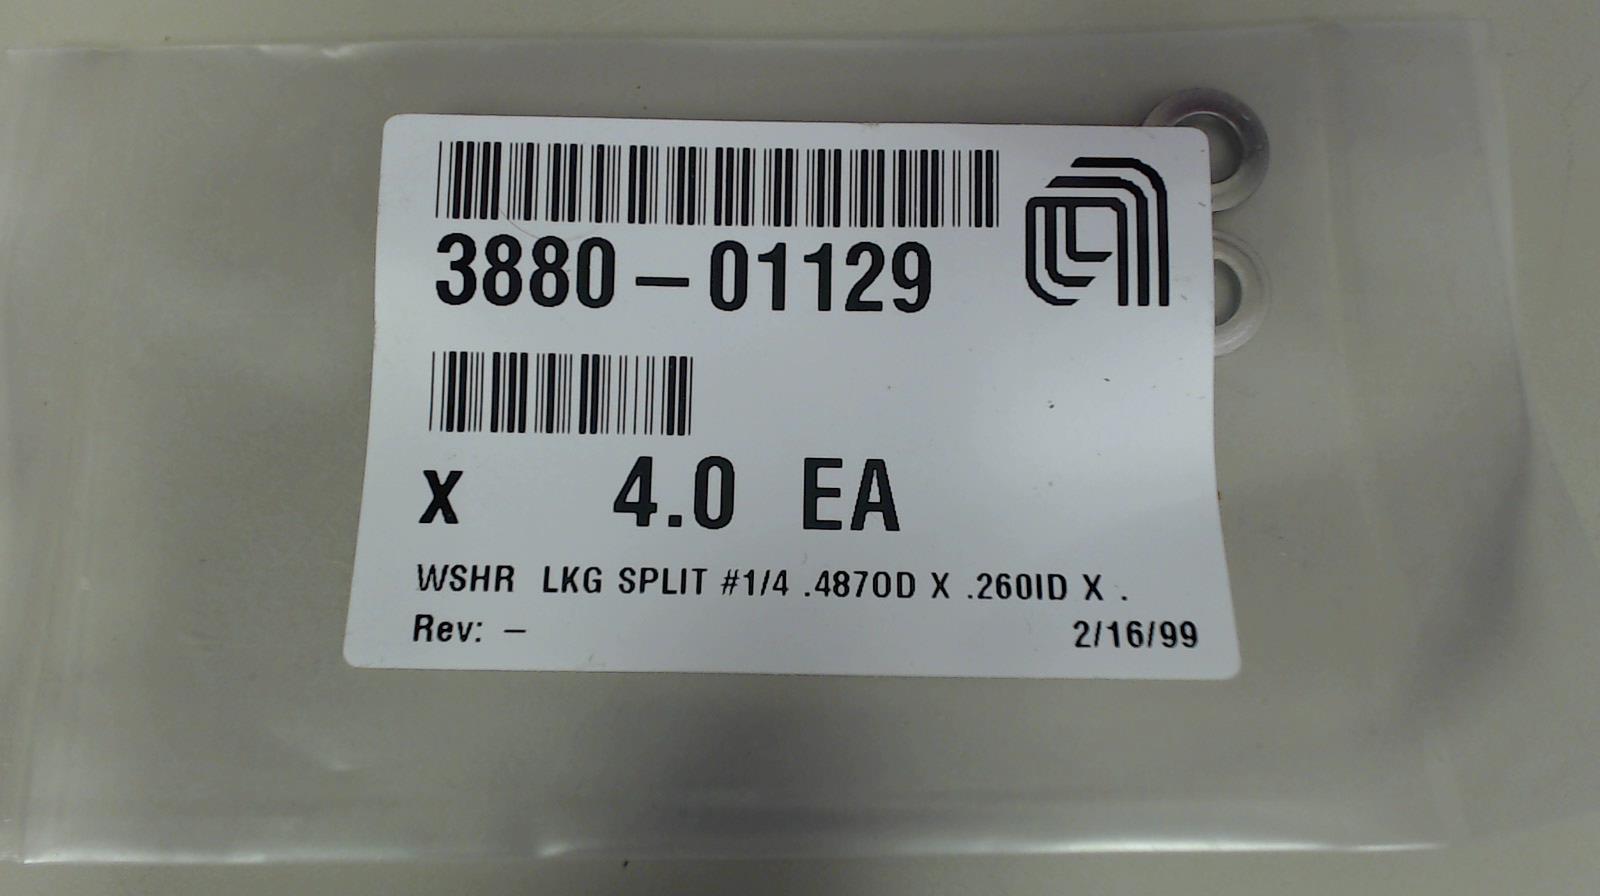 3880-01129
X 4.0 EA
WSHR LKG SPLIT #1/4 .487OD X .260ID X .
Rev: - 2/16/99